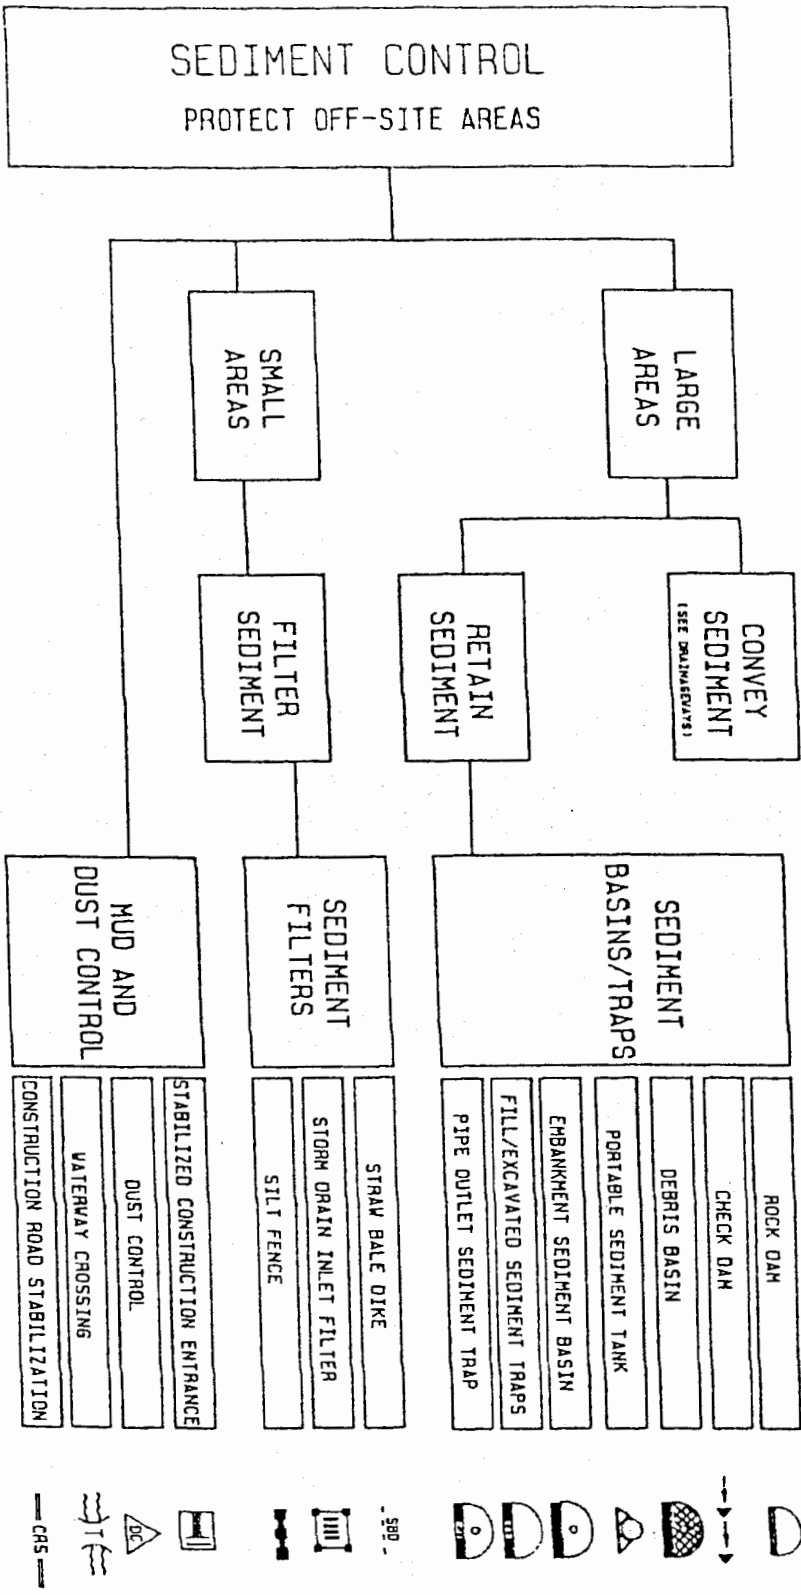 SEDIMENT CONTROL
PROTECT OFF-SITE AREAS
LARGE
AREAS
SMALL
AREAS
CONVEY
SEDIMENT
(SEE DRAINAGEWAYS)
RETAIN
SEDIMENT
FILTER
SEDIMENT
SEDIMENT
BASINS/TRAPS
ROCK DAM
CHECK DAM
DEBRIS BASIN
PORTABLE SEDIMENT TANK
EMBANKMENT SEDIMENT BASIN
FILL/EXCAVATED SEDIMENT TRAPS
PIPE OUTLET SEDIMENT TRAP
SEDIMENT
FILTERS
STRAW BALE DIKE
SBD
STORM DRAIN INLET FILTER
SILT FENCE
MUD AND
DUST CONTROL
STABILIZED CONSTRUCTION ENTRANCE
DUST CONTROL
DC
WATERWAY CROSSING
T
CONSTRUCTION ROAD STABILIZATION
CRS